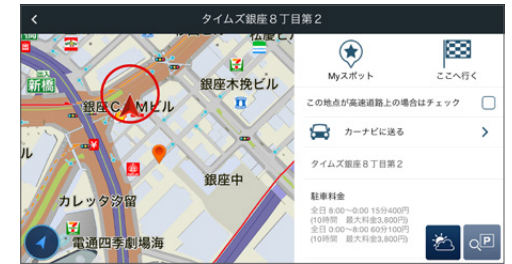 タイムズ銀座8丁目第2
Myスポット
ここへ行く
この地点が高速道路上の場合はチェック
カーナビに送る
タイムズ銀座8丁目第2
駐車料金
全日 8:00～0:00 15分400円
(10時間 最大料金3,800円)
全日 0:00～8:00 60分100円
(10時間 最大料金3,800円)
P
新橋
銀座木挽ビル
銀座CAMビル
ル
銀座中
カレッタ汐留
電通四季劇場海